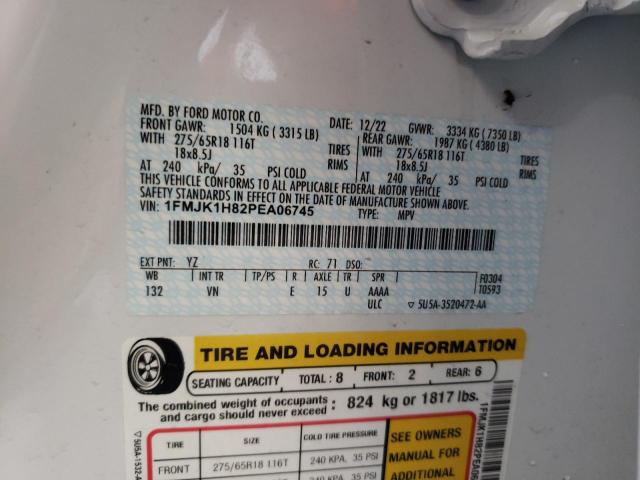 MFD. BY FORD MOTOR CO.
12/22 GVWR: 3334 KG (7350 LB)
FRONT GAWR: 1504 KG (3315 LB)
REAR GAWR: 1987 KG (4380 LB)
WITH 275/65R18 116T TIRES
WITH 275/65R18 116T TIRES
18x8.5J RIMS
18x8.5J RIMS
AT 240 kPa/ 35 PSI COLD
AT 240 kPa/ 35 PSI COLD
THIS VEHICLE CONFORMS TO ALL APPLICABLE FEDERAL MOTOR VEHICLE
SAFETY STANDARDS IN EFFECT ON THE DATE OF MANUFACTURE SHOWN ABOVE.
VIN: 1FMJK1H82PEA06745
TYPE: MPV
EXT PNT: YZ RC: 71 DSO:
WB INT TR TP/PS R AXLE TR SPR F0304
132 VN E 15 U AAAA T0593
ULC ▽ 5U5A-3520472-AA
TIRE AND LOADING INFORMATION
SEATING CAPACITY TOTAL: 8 FRONT: 2 REAR: 6
The combined weight of occupants
and cargo should never exceed: 824 kg or 1817 lbs.
TIRE SIZE COLD TIRE PRESSURE
FRONT 275/65R18 116T 240 KPA, 35 PSI
SEE OWNERS
MANUAL FOR
ADDITIONAL